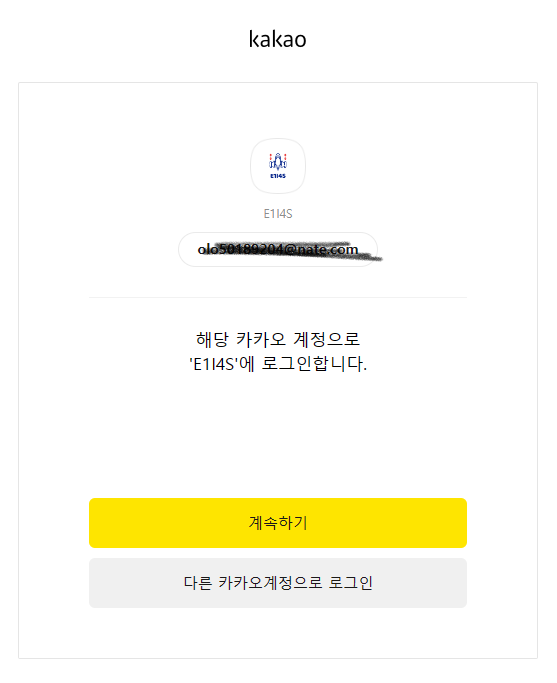 kakao
E1I4S
E1I4S
해당 카카오 계정으로
'E1I4S'에 로그인합니다.
계속하기
다른 카카오계정으로 로그인